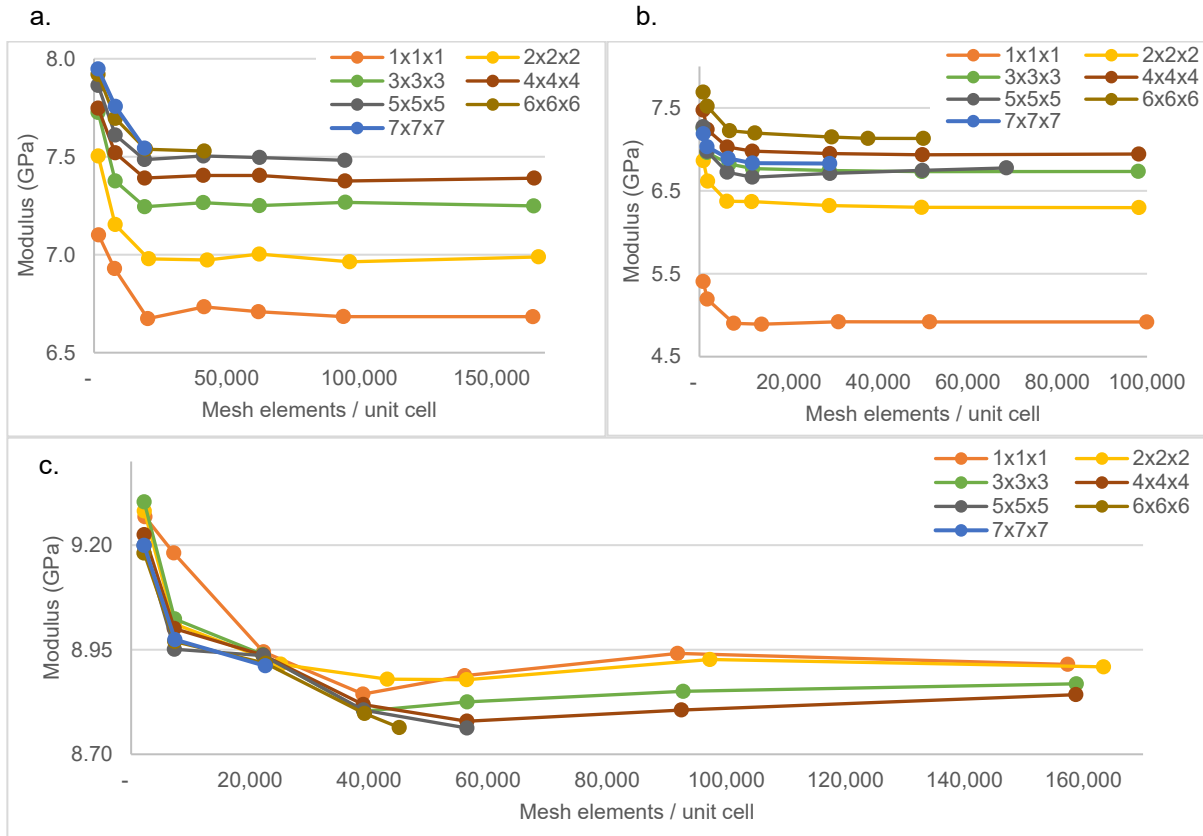 a.
8.0
7.5
7.0
6.5
Modulus (GPa)
1x1x1
2x2x2
3x3x3
4x4x4
5x5x5
6x6x6
7x7x7
-
50,000
100,000
150,000
Mesh elements / unit cell
b.
7.5
6.5
5.5
4.5
Modulus (GPa)
1x1x1
2x2x2
3x3x3
4x4x4
5x5x5
6x6x6
7x7x7
-
20,000
40,000
60,000
80,000
100,000
Mesh elements / unit cell
c.
9.20
8.95
8.70
Modulus (GPa)
1x1x1
2x2x2
3x3x3
4x4x4
5x5x5
6x6x6
7x7x7
-
20,000
40,000
60,000
80,000
100,000
120,000
140,000
160,000
Mesh elements / unit cell